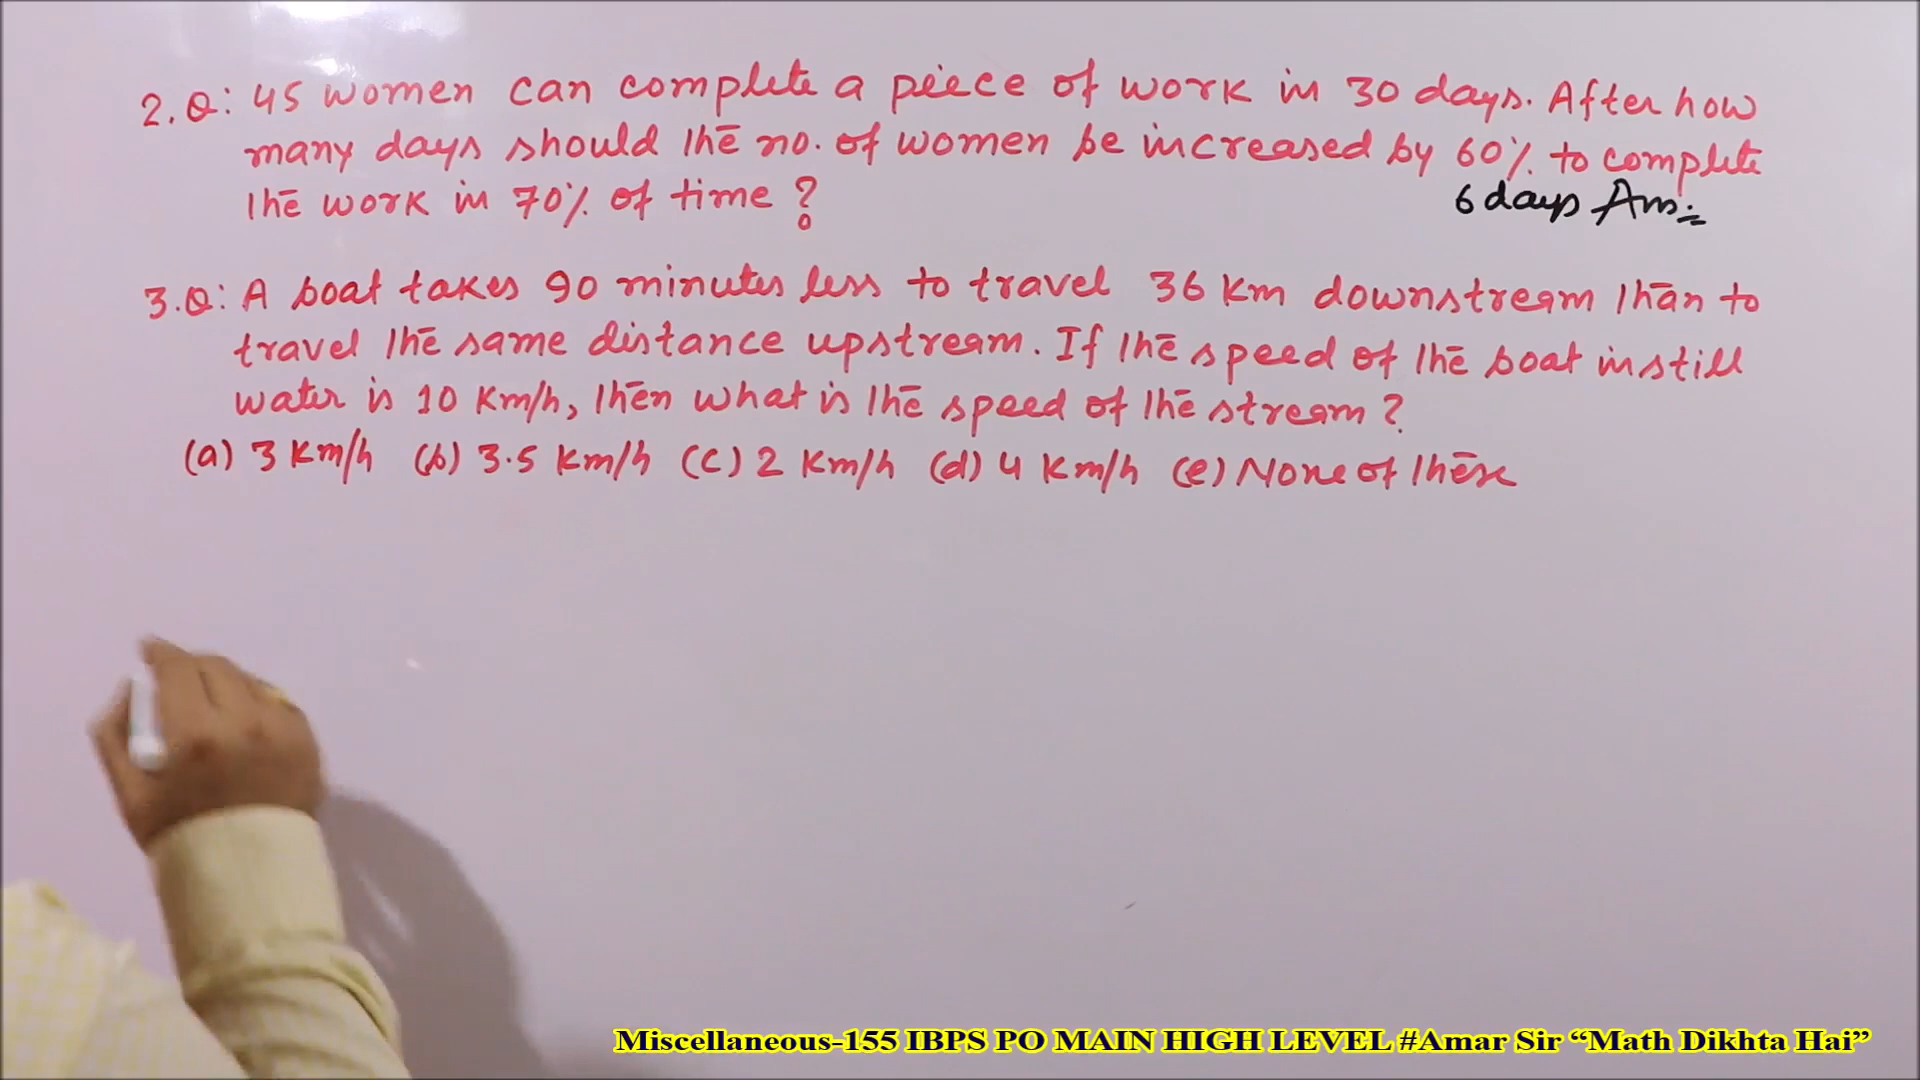 2.Q: 45 women can complete a piece of work in 30 days. After how
many days should the no. of women be increased by 60% to complete
the work in 70% of time ?
6 days Ans.
3.Q: A boat takes 90 minutes less to travel 36 Km downstream than to
travel the same distance upstream. If the speed of the boat in still
water is 10 Km/h, then what is the speed of the stream ?
(a) 3 Km/h (b) 3.5 Km/h (c) 2 Km/h (d) 4 Km/h (e) None of these
Miscellaneous-155 IBPS PO MAIN HIGH LEVEL #Amar Sir “Math Dikhta Hai”